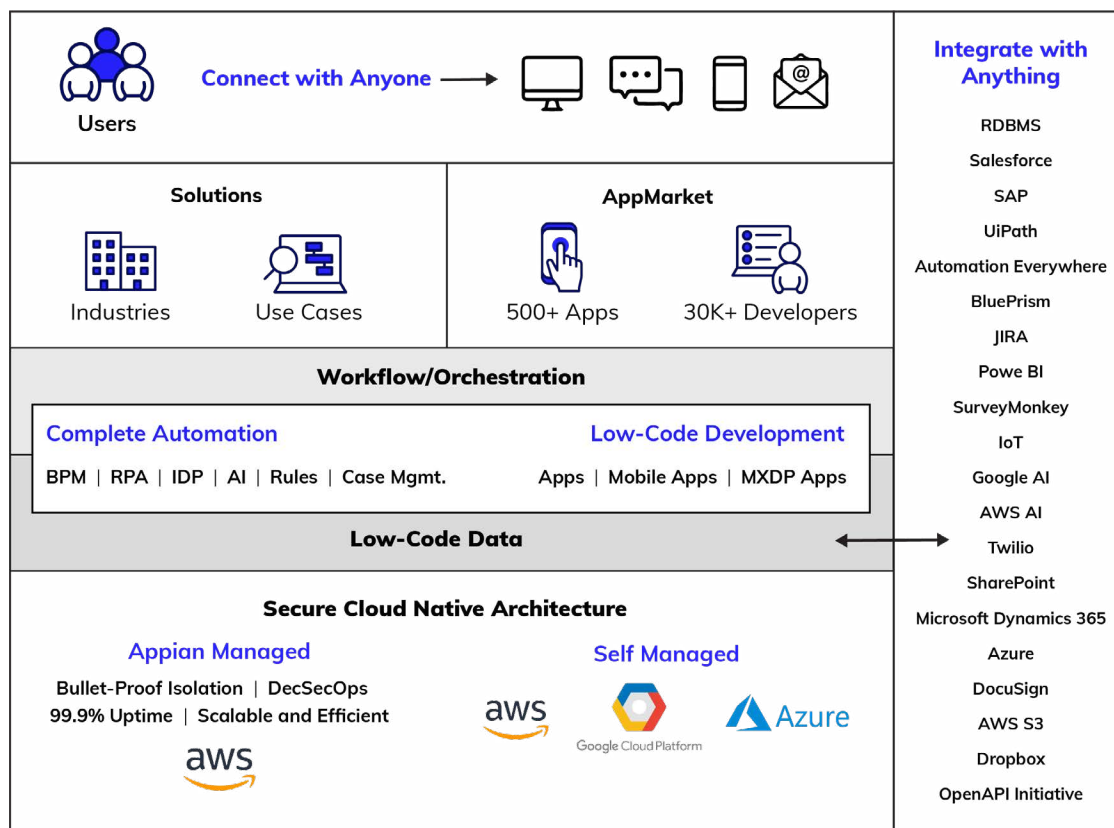 Users
Connect with Anyone
@
Solutions
Industries
Use Cases
AppMarket
500+ Apps
30K+ Developers
Workflow/Orchestration
Complete Automation
BPM | RPA | IDP | AI | Rules | Case Mgmt.
Low-Code Development
Apps | Mobile Apps | MXDP Apps
Low-Code Data
Secure Cloud Native Architecture
Appian Managed
Bullet-Proof Isolation | DecSecOps
99.9% Uptime | Scalable and Efficient
aws
Self Managed
aws
Google Cloud Platform
Azure
Integrate with
Anything
RDBMS
Salesforce
SAP
UiPath
Automation Everywhere
BluePrism
JIRA
Powe BI
SurveyMonkey
IoT
Google AI
AWS AI
Twilio
SharePoint
Microsoft Dynamics 365
Azure
DocuSign
AWS S3
Dropbox
OpenAPI Initiative